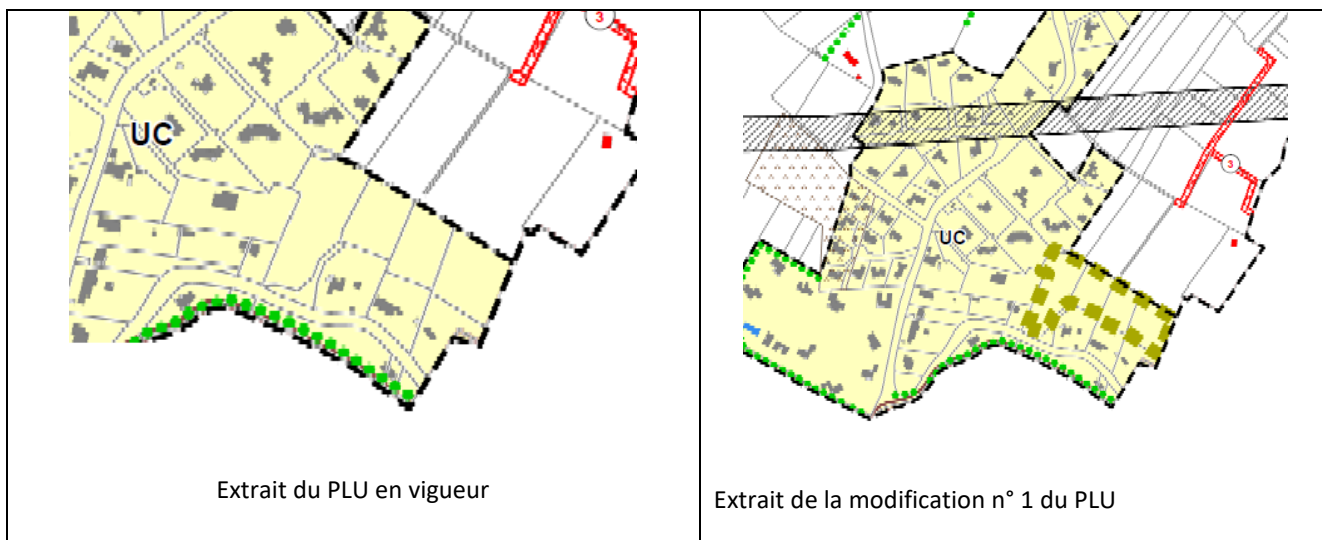 3
UC
Extrait du PLU en vigueur
3
UC
Extrait de la modification n° 1 du PLU